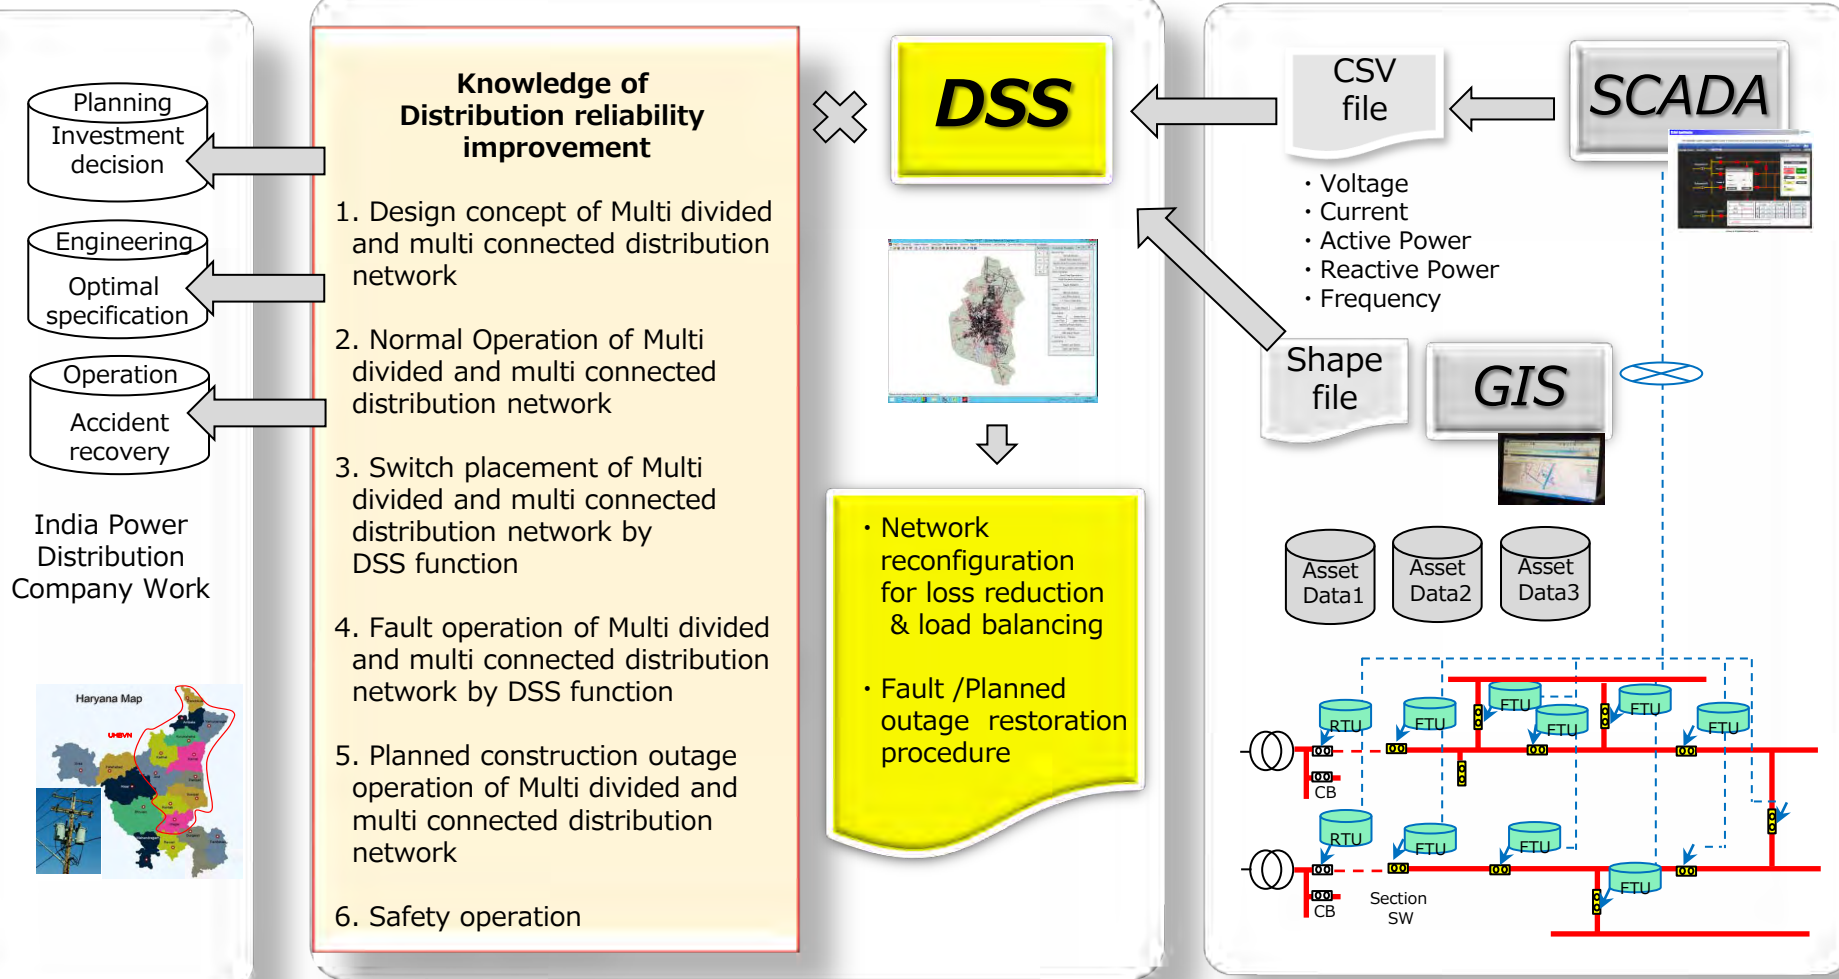 Planning
Investment
decision
Engineering
Optimal
specification
Operation
Accident
recovery
India Power
Distribution
Company Work
Haryana Map
UHBVN
Knowledge of
Distribution reliability
improvement
1. Design concept of Multi divided
and multi connected distribution
network
2. Normal Operation of Multi
divided and multi connected
distribution network
3. Switch placement of Multi
divided and multi connected
distribution network by
DSS function
4. Fault operation of Multi divided
and multi connected distribution
network by DSS function
5. Planned construction outage
operation of Multi divided and
multi connected distribution
network
6. Safety operation
DSS
・Network
reconfiguration
for loss reduction
& load balancing
・Fault /Planned
outage restoration
procedure
CSV
file
SCADA
・Voltage
・Current
・Active Power
・Reactive Power
・Frequency
Shape
file
GIS
Asset
Data1
Asset
Data2
Asset
Data3
RTU
FTU
FTU
FTU
FTU
FTU
CB
RTU
FTU
FTU
FTU
CB
Section
SW